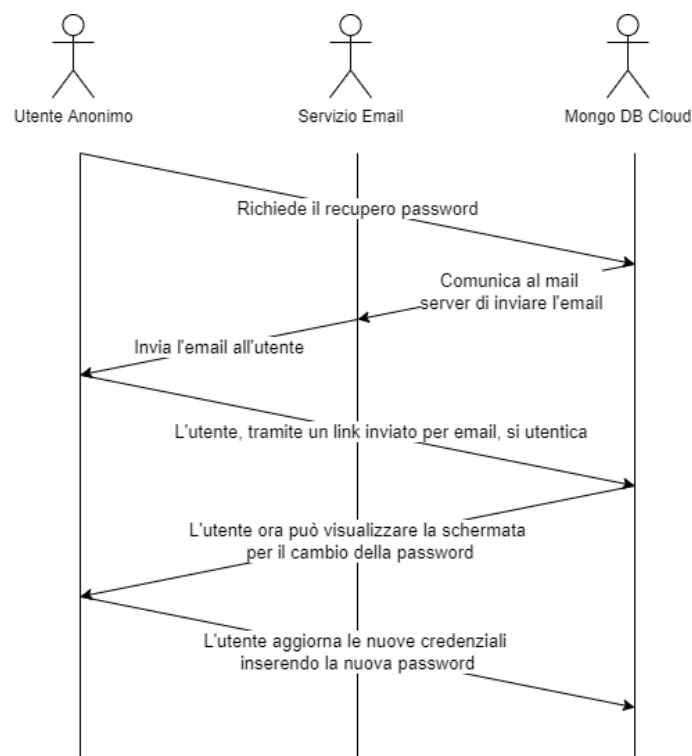 Utente Anonimo
Servizio Email
Mongo DB Cloud
Richiede il recupero password
Comunica al mail
server di inviare l'email
Invia l'email all'utente
L'utente, tramite un link inviato per email, si utentica
L'utente ora può visualizzare la schermata
per il cambio della password
L'utente aggiorna le nuove credenziali
inserendo la nuova password